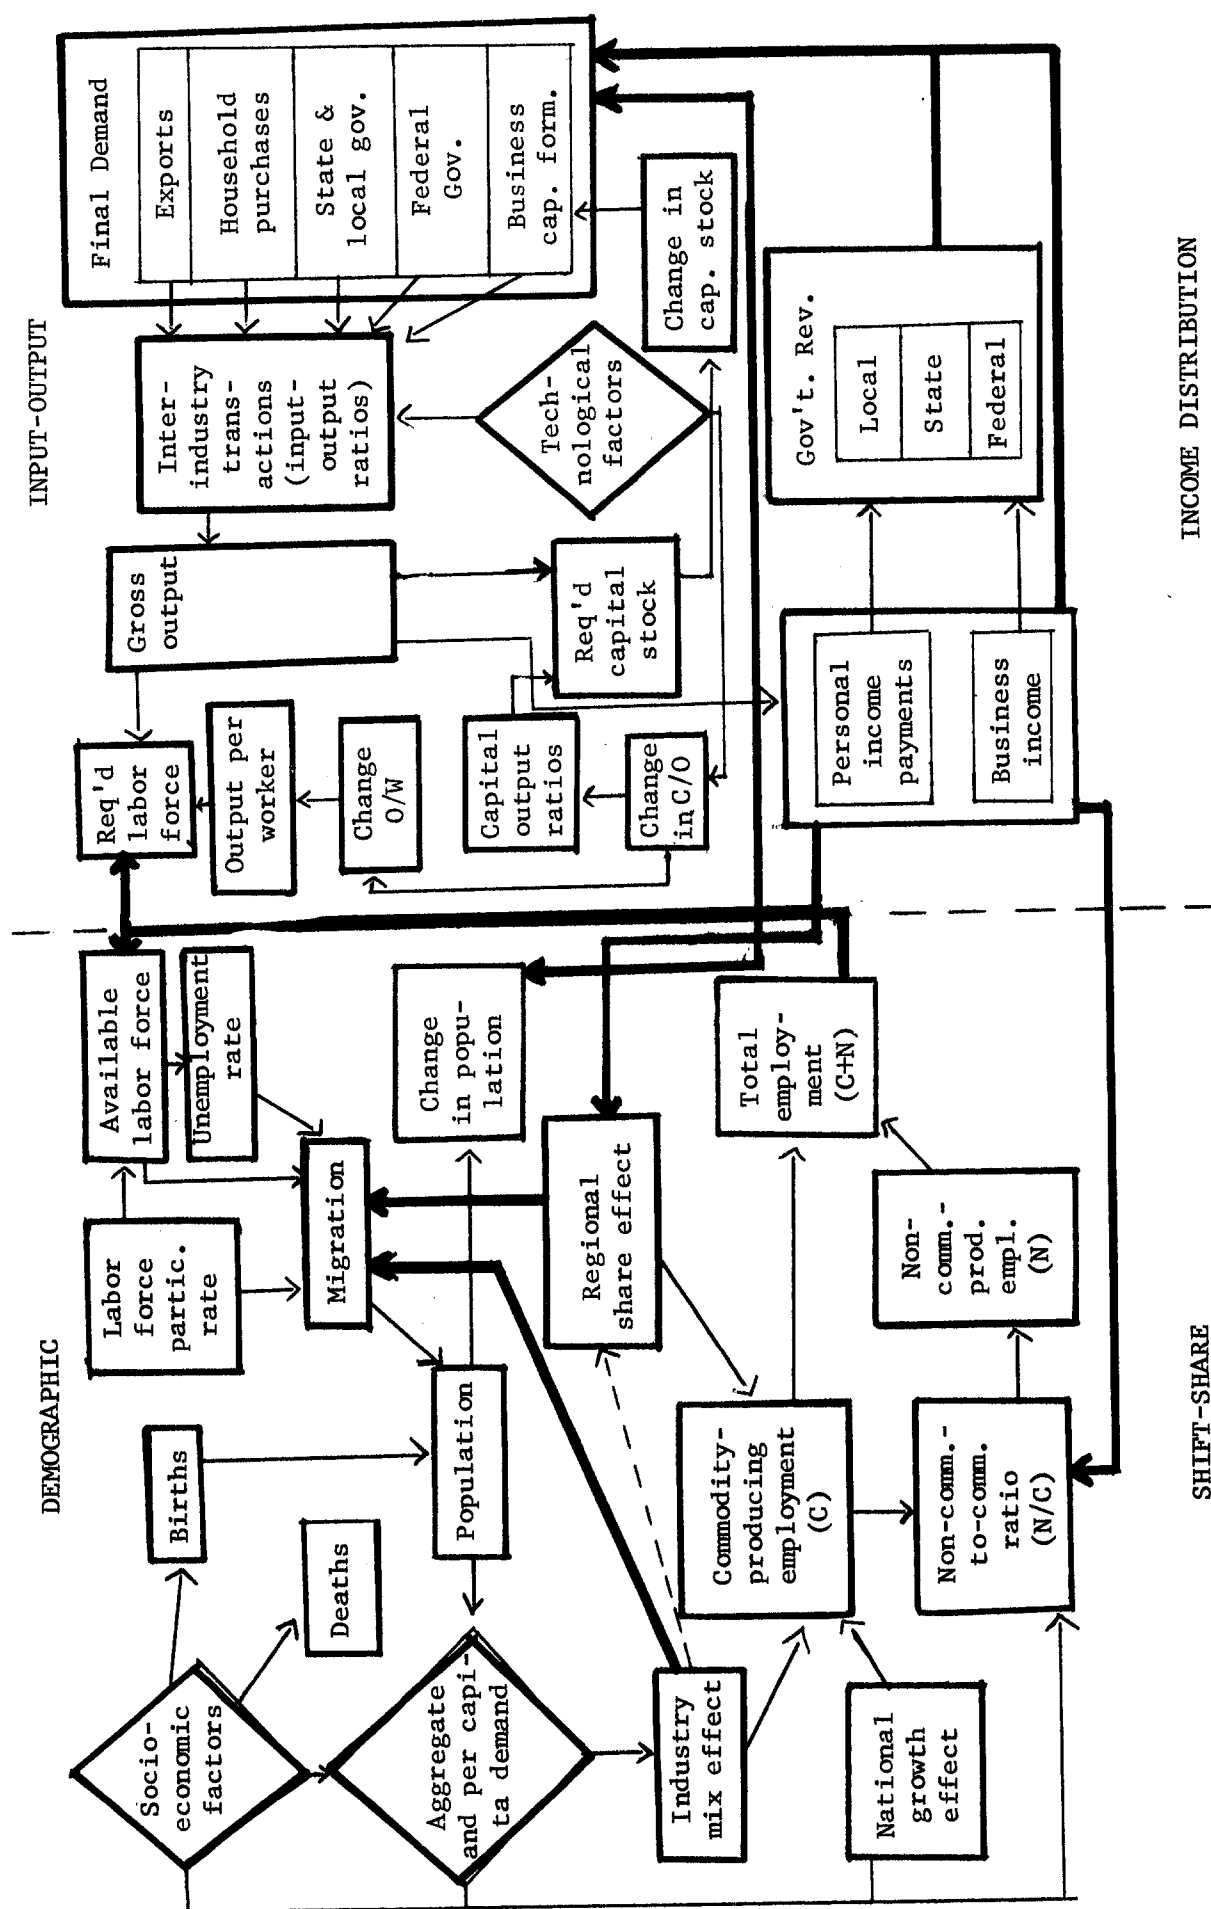 DEMOGRAPHIC
INPUT-OUTPUT
Socio-
economic
factors
Births
Deaths
Labor
force
partic.
rate
Available
labor force
Unemployment
rate
Migration
Population
Change
in popu-
lation
Aggregate
and per capi-
ta demand
Req'd
labor
force
Output per
worker
Change
O/W
Gross
output
Inter-
industry
trans-
actions
(input-
output
ratios)
Final Demand
Exports
Household
purchases
State &
local gov.
Federal
Gov.
Business
cap. form.
Capital
output
ratios
Change
in C/O
Req'd
capital
stock
Tech-
nological
factors
Change in
cap. stock
Industry
mix effect
National
growth
effect
Regional
share effect
Commodity-
producing
employment
(C)
Non-comm.-
to-comm.
ratio
(N/C)
Total
employ-
ment
(C+N)
Non-
comm.-
prod.
empl.
(N)
Personal
income
payments
Business
income
Gov't. Rev.
Local
State
Federal
SHIFT-SHARE
INCOME DISTRIBUTION